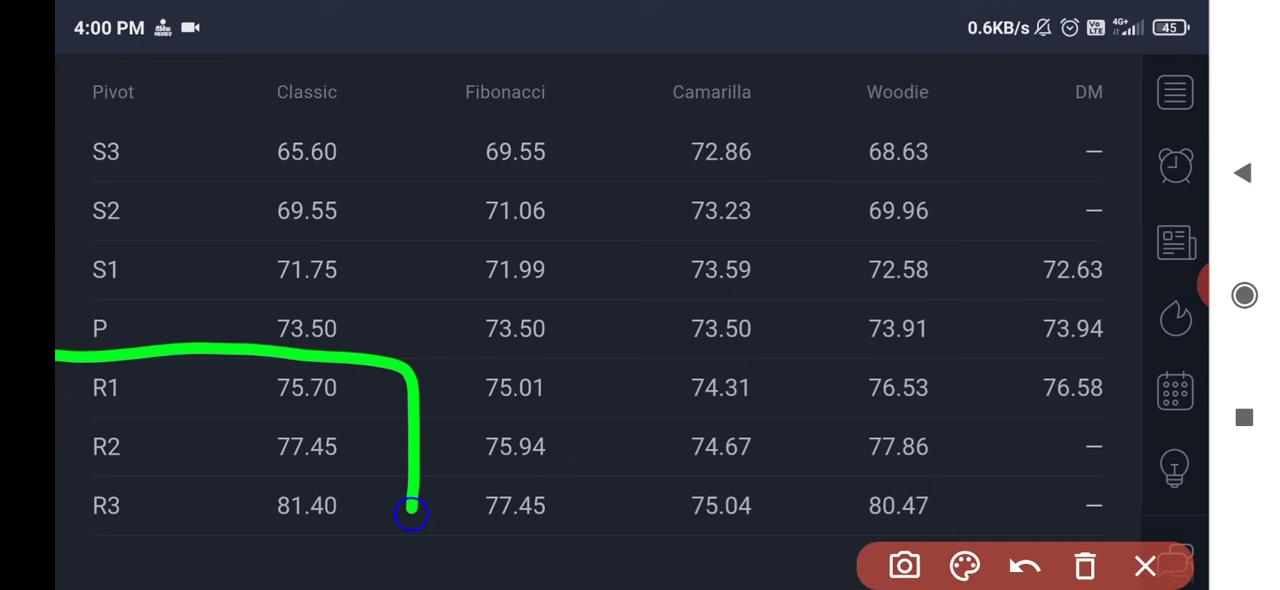 4:00 PM 0.6KB/s Vo LTE 4G+ 45
Pivot Classic Fibonacci Camarilla Woodie DM
S3 65.60 69.55 72.86 68.63 —
S2 69.55 71.06 73.23 69.96 —
S1 71.75 71.99 73.59 72.58 72.63
P 73.50 73.50 73.50 73.91 73.94
R1 75.70 75.01 74.31 76.53 76.58
R2 77.45 75.94 74.67 77.86 —
R3 81.40 77.45 75.04 80.47 —